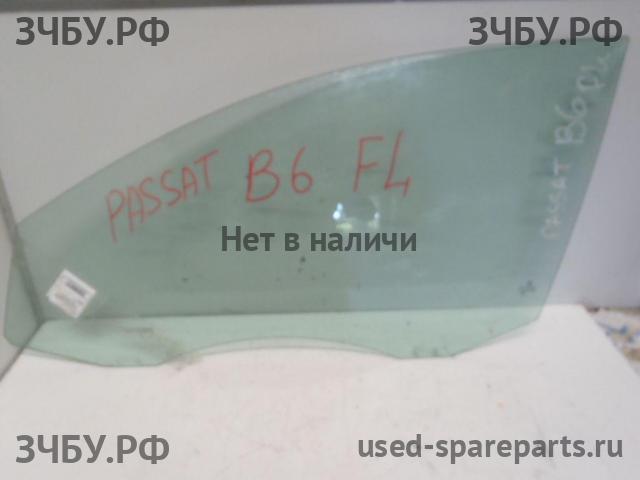 ЗЧБУ.РФ
ЗЧБУ.РФ
PASSAT B6 FL
PASSAT B6
Нет в наличи
ЗЧБУ.РФ
used-spareparts.ru